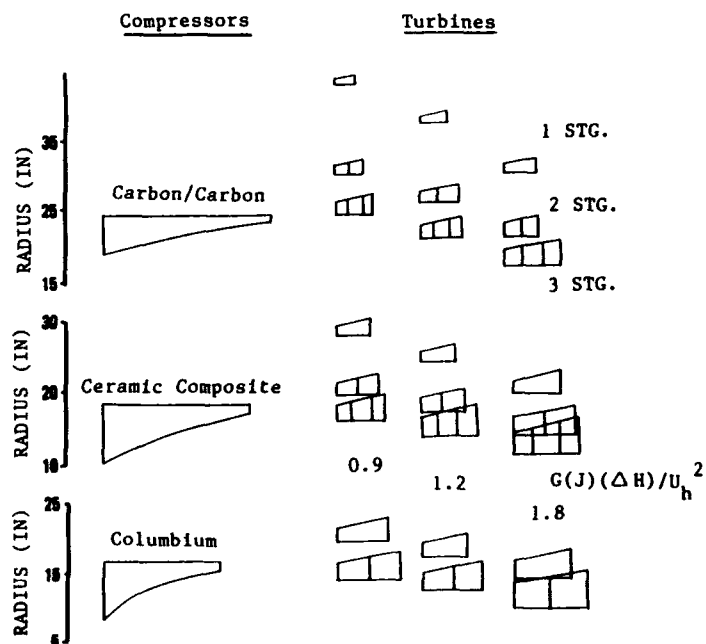 Compressors Turbines
RADIUS (IN)
35
25
15
Carbon/Carbon
1 STG.
2 STG.
3 STG.
RADIUS (IN)
30
20
10
Ceramic Composite
0.9
1.2
G(J)(ΔH)/U_h^2
1.8
RADIUS (IN)
25
15
5
Columbium